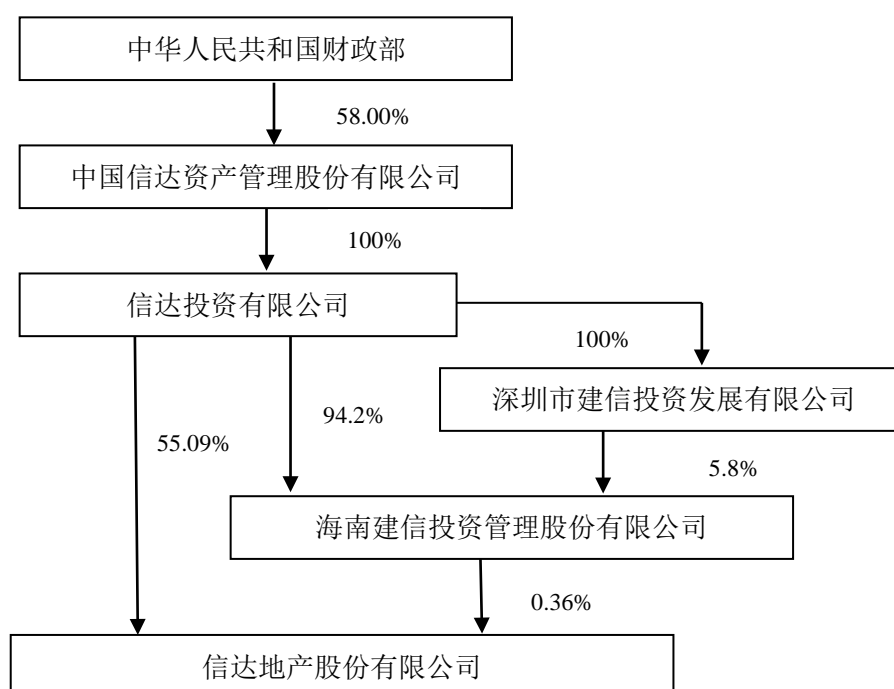 中华人民共和国财政部
58.00%
中国信达资产管理股份有限公司
100%
信达投资有限公司
100%
深圳市建信投资发展有限公司
94.2%
55.09%
5.8%
海南建信投资管理股份有限公司
0.36%
信达地产股份有限公司